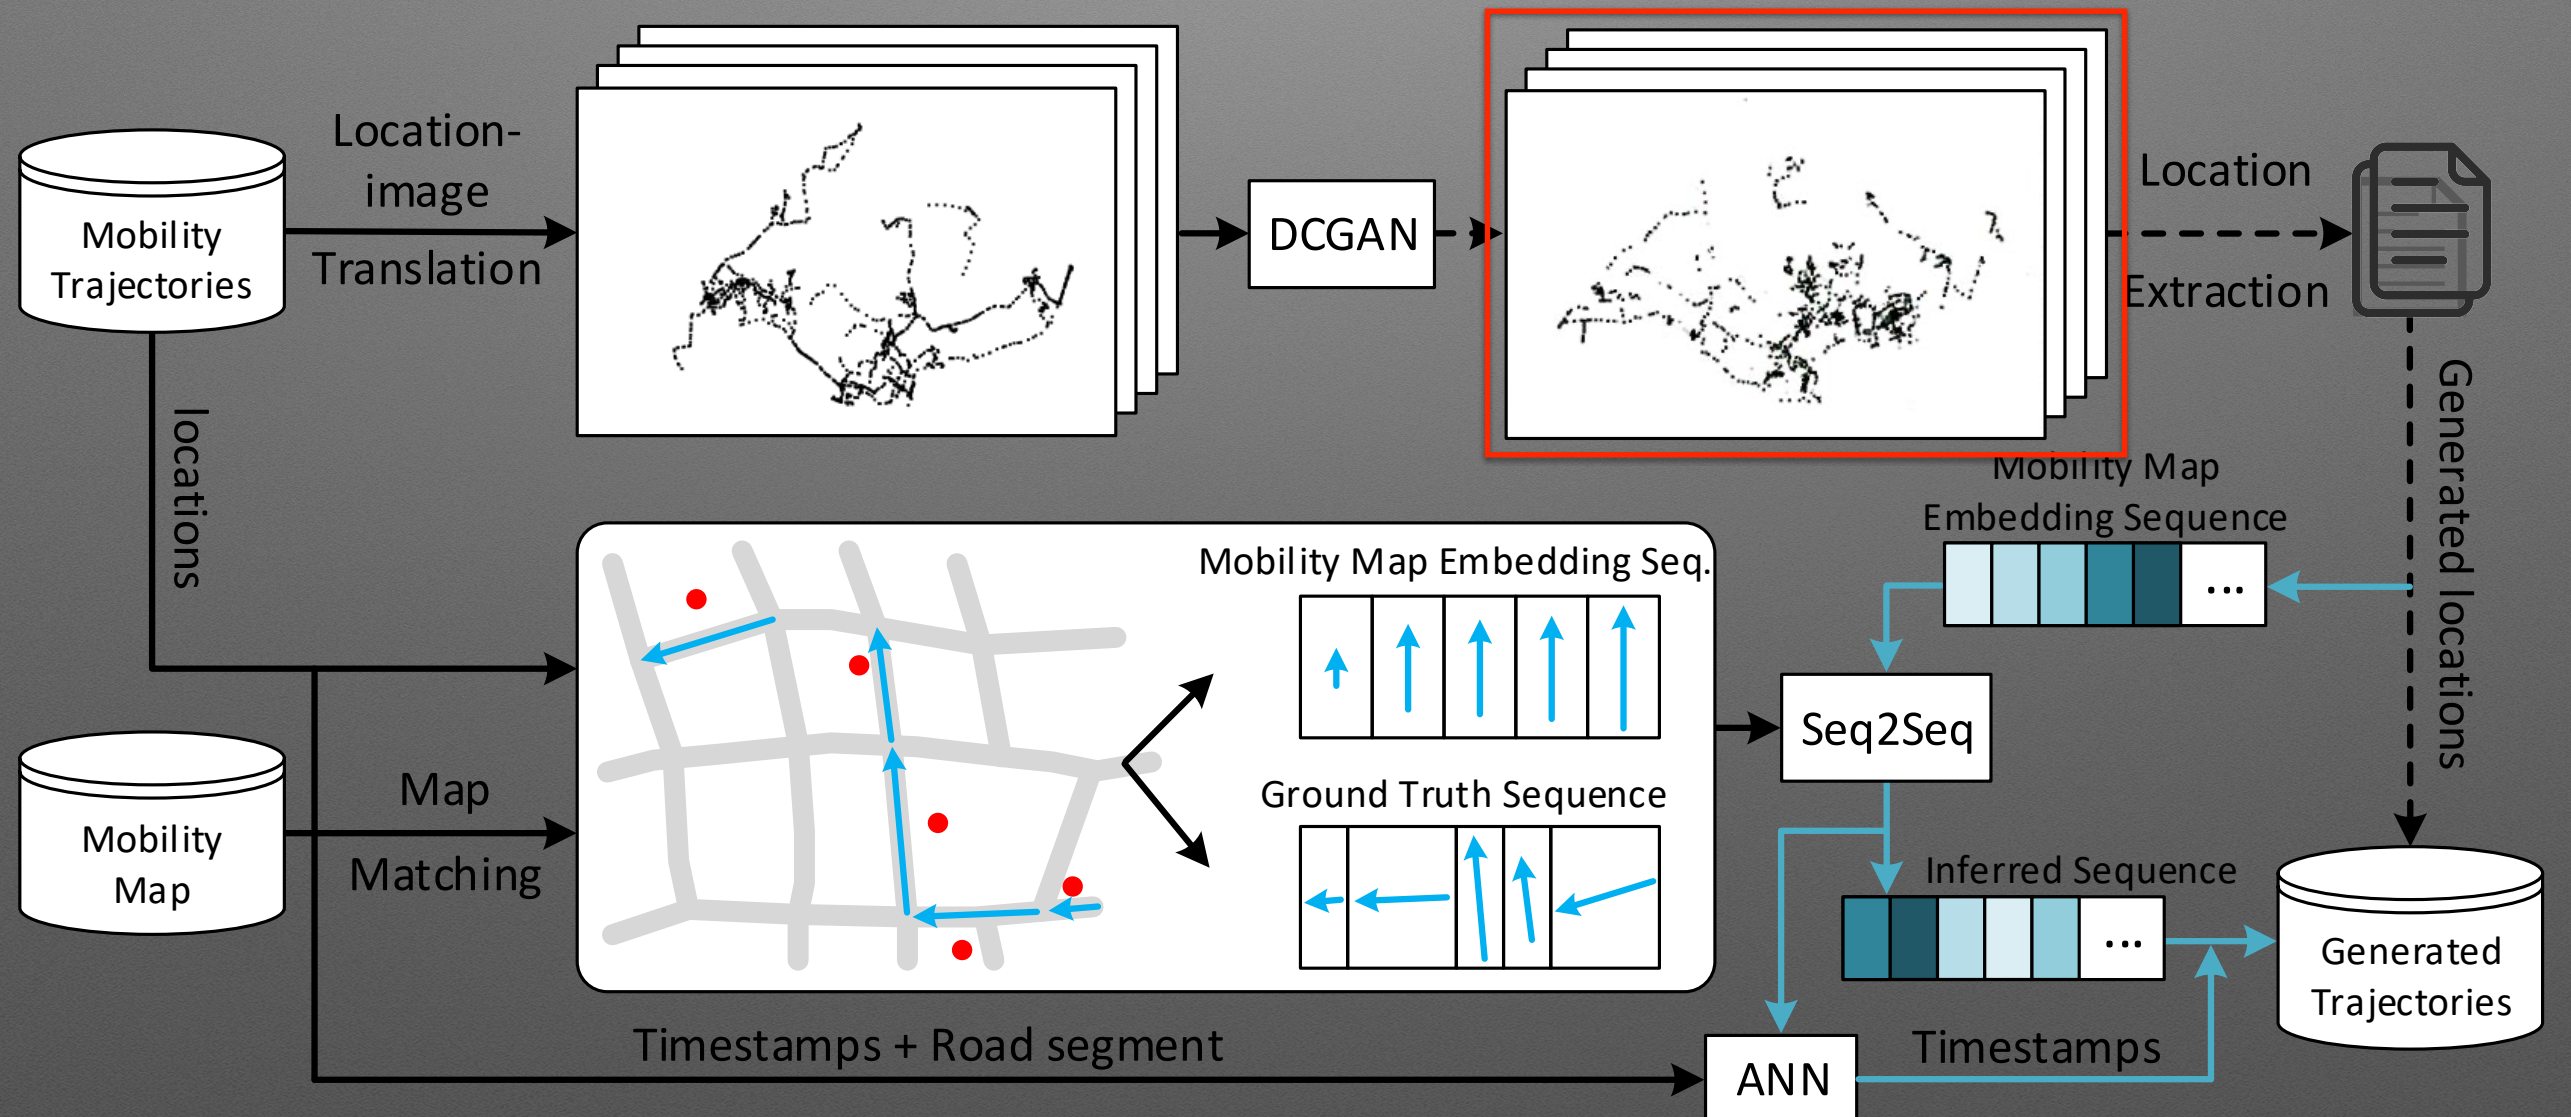 Location-
image
Translation
Mobility
Trajectories
DCGAN
Location
Extraction
locations
Generated locations
Mobility Map
Embedding Sequence
...
Mobility Map Embedding Seq.
Seq2Seq
Ground Truth Sequence
Map
Matching
Mobility
Map
Inferred Sequence
...
Generated
Trajectories
Timestamps + Road segment
ANN
Timestamps